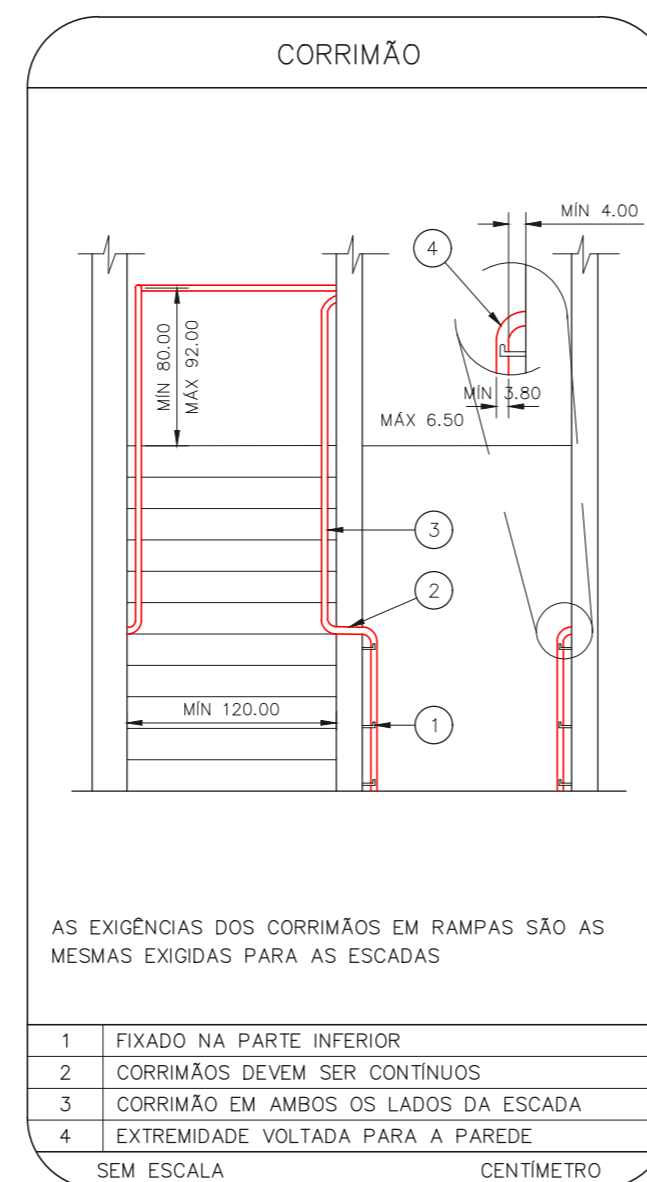 CORRIMÃO
MÍN 4.00
4
MÍN 80.00
MÁX 92.00
MÍN 3.80
MÁX 6.50
3
2
MÍN 120.00
1
AS EXIGÊNCIAS DOS CORRIMÃOS EM RAMPAS SÃO AS
MESMAS EXIGIDAS PARA AS ESCADAS
1 FIXADO NA PARTE INFERIOR
2 CORRIMÃOS DEVEM SER CONTÍNUOS
3 CORRIMÃO EM AMBOS OS LADOS DA ESCADA
4 EXTREMIDADE VOLTADA PARA A PAREDE
SEM ESCALA CENTÍMETRO